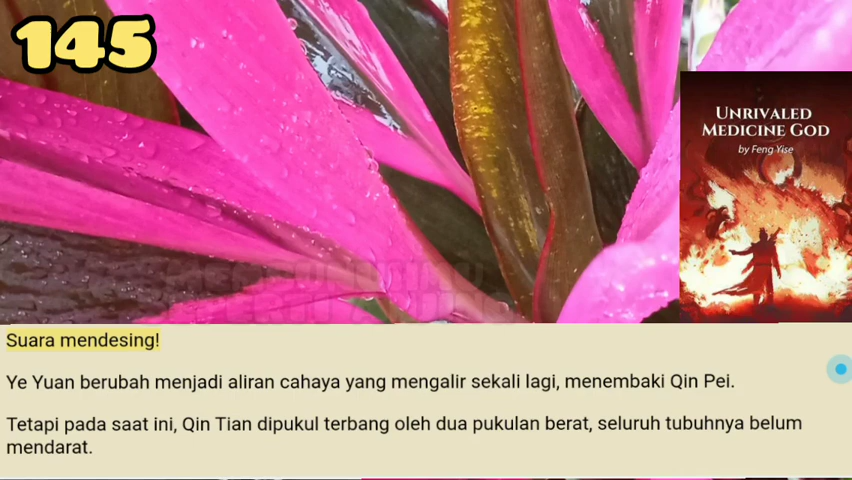 145
UNRIVALED
MEDICINE GOD
by Feng Yise
Suara mendesing!
Ye Yuan berubah menjadi aliran cahaya yang mengalir sekali lagi, menembaki Qin Pei.
Tetapi pada saat ini, Qin Tian dipukul terbang oleh dua pukulan berat, seluruh tubuhnya belum
mendarat.